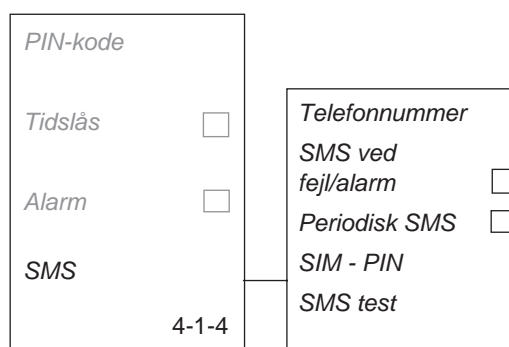 PIN-kode
Tidslås
Alarm
SMS
4-1-4
Telefonnummer
SMS ved
fejl/alarm
Periodisk SMS
SIM - PIN
SMS test